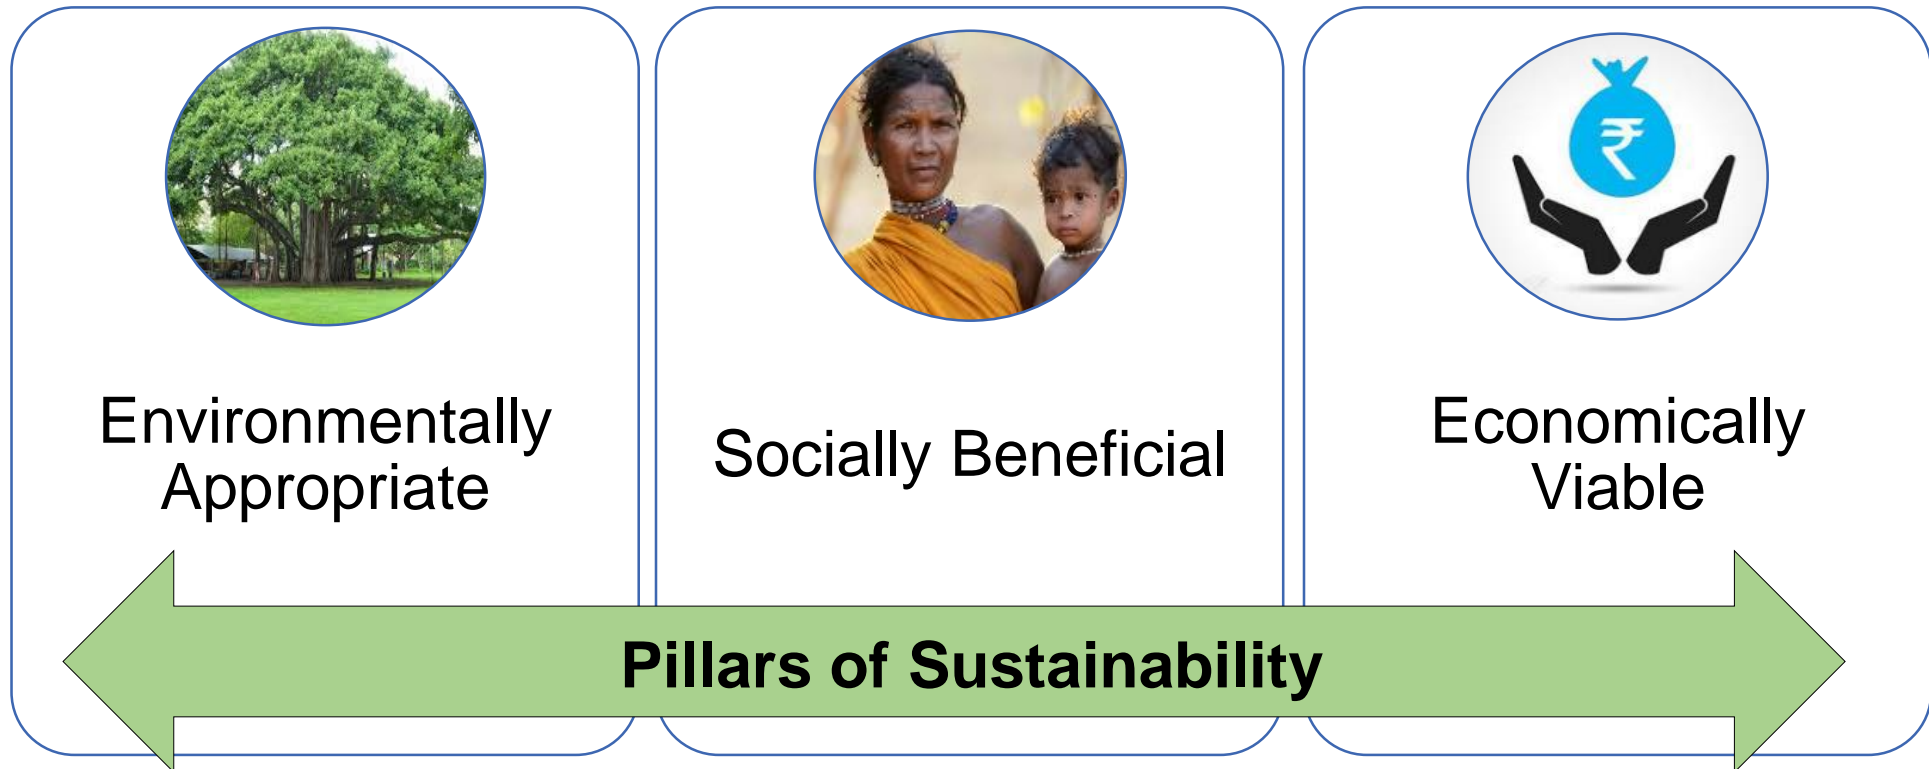 Environmentally
Appropriate
Socially Beneficial
Economically
Viable
₹
Pillars of Sustainability